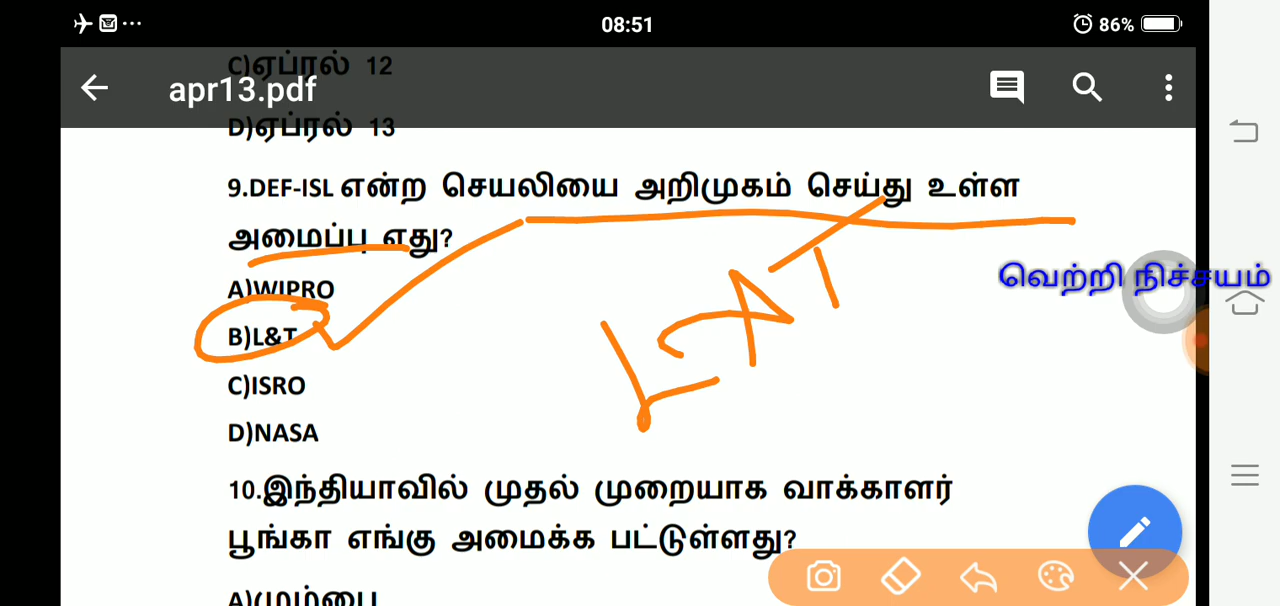 08:51
86%
C)ஏப்ரல் 12
apr13.pdf
D)ஏப்ரல் 13
9.DEF-ISL என்ற செயலியை அறிமுகம் செய்து உள்ள
அமைப்பு எது?
வெற்றி நிச்சயம்
A)WIPRO
B)L&T
L&T
C)ISRO
D)NASA
10.இந்தியாவில் முதல் முறையாக வாக்காளர்
பூங்கா எங்கு அமைக்க பட்டுள்ளது?
A)மும்பை